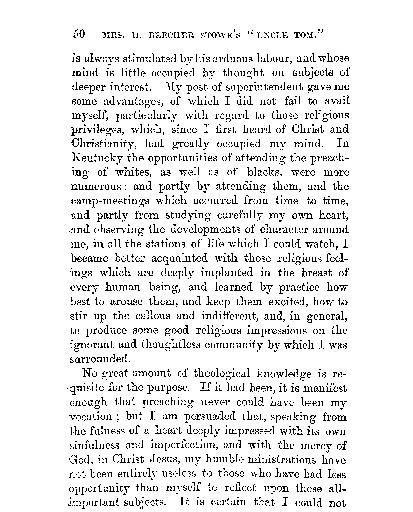 50 MRS. H. BEECHER STOWE'S "UNCLE TOM."
is always stimulated by his arduous labour, and whose
mind is little occupied by thought on subjects of
deeper interest. My post of superintendent gave me
some advantages, of which I did not fail to avail
myself, particularly with regard to those religious
privileges, which, since I first heard of Christ and
Christianity, had greatly occupied my mind. In
Kentucky the opportunities of attending the preach-
ing of whites, as well as of blacks, were more
numerous; and partly by attending them, and the
camp-meetings which occurred from time to time,
and partly from studying carefully my own heart,
and observing the developments of character around
me, in all the stations of life which I could watch, I
became better acquainted with those religious feel-
ings which are deeply implanted in the breast of
every human being, and learned by practice how
best to arouse them, and keep them excited, how to
stir up the callous and indifferent, and, in general,
to produce some good religious impressions on the
ignorant and thoughtless community by which I was
surrounded.
No great amount of theological knowledge is re-
quisite for the purpose. If it had been, it is manifest
enough that preaching never could have been my
vocation; but I am persuaded that, speaking from
the fulness of a heart deeply impressed with its own
sinfulness and imperfection, and with the mercy of
God, in Christ Jesus, my humble ministrations have
not been entirely useless to those who have had less
opportunity than myself to reflect upon these all-
important subjects. It is certain that I could not